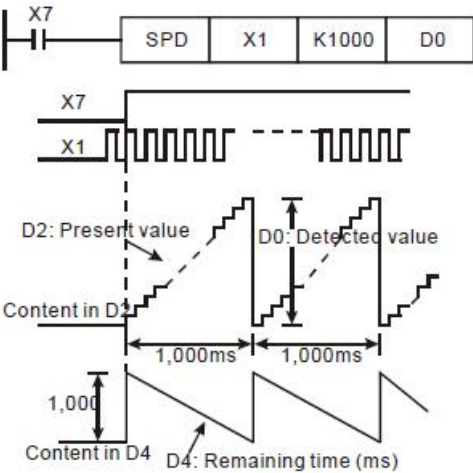 X7
SPD X1 K1000 D0
X7
X1
D2: Present value
D0: Detected value
Content in D2
1,000ms 1,000ms
1,000
Content in D4
D4: Remaining time (ms)